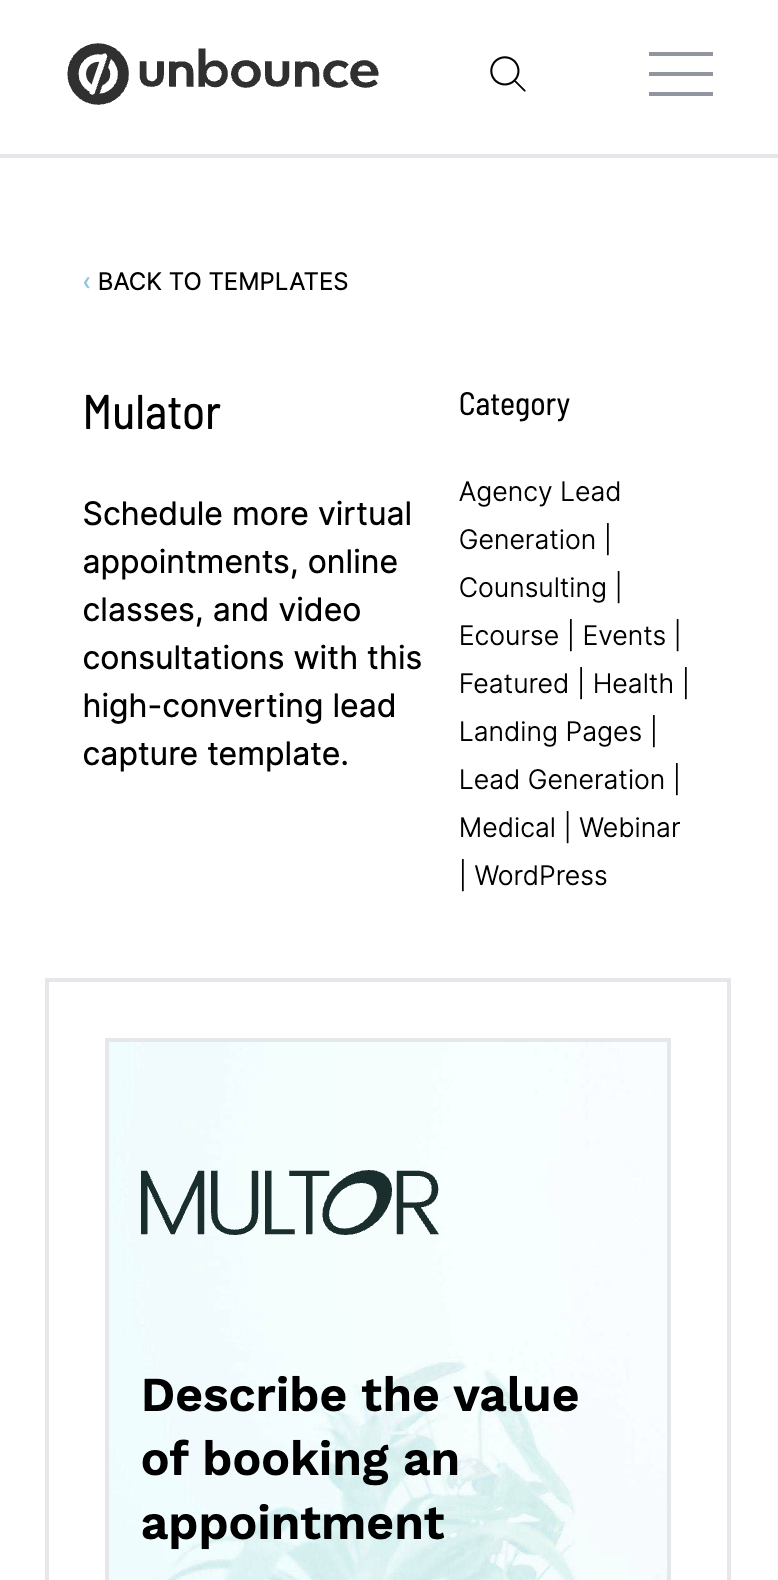 unbounce
‹ BACK TO TEMPLATES
Mulator
Schedule more virtual
appointments, online
classes, and video
consultations with this
high-converting lead
capture template.
Category
Agency Lead
Generation |
Counsulting |
Ecourse | Events |
Featured | Health |
Landing Pages |
Lead Generation |
Medical | Webinar
| WordPress
MULTOR
Describe the value
of booking an
appointment